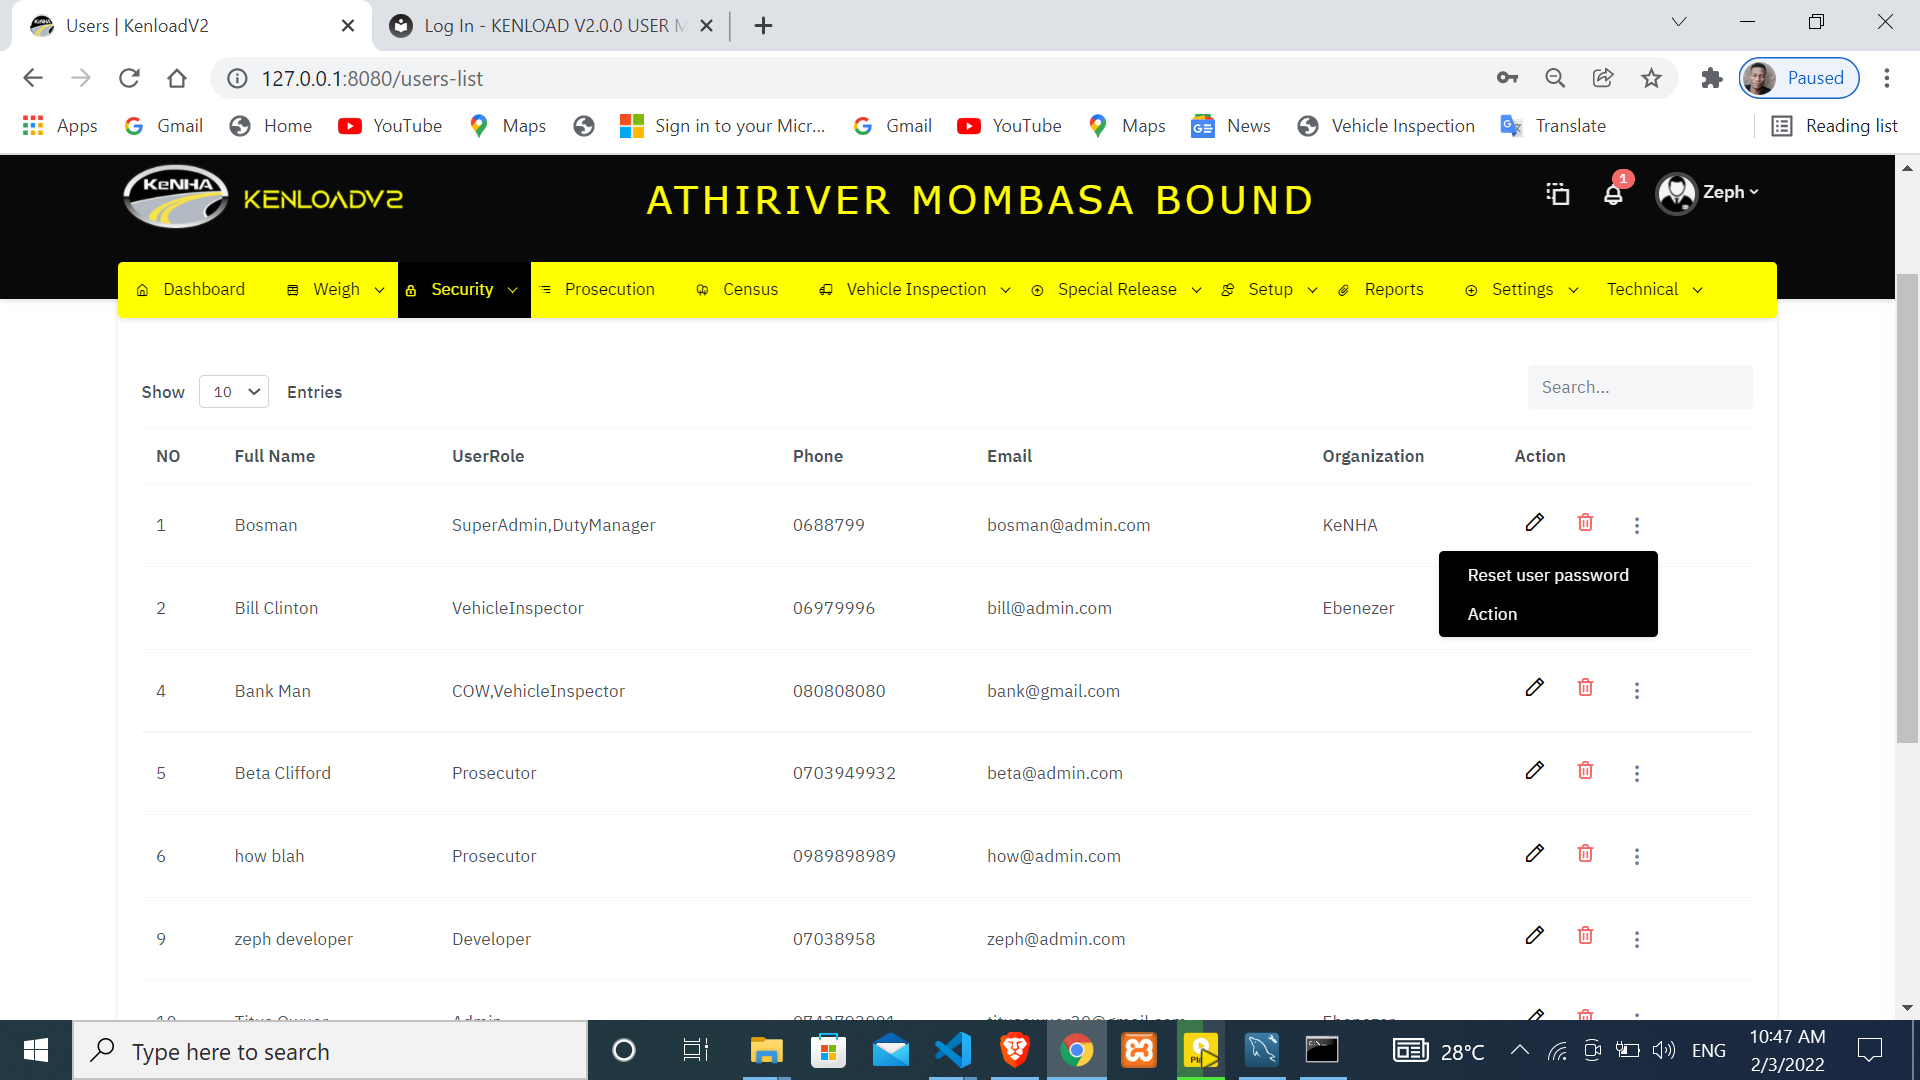 Users | KenloadV2
Log In - KENLOAD V2.0.0 USER M
127.0.0.1:8080/users-list
Paused
Apps Gmail Home YouTube Maps Sign in to your Micr... Gmail YouTube Maps News Vehicle Inspection Translate Reading list
KeNHA KENLOADV2 ATHIRIVER MOMBASA BOUND 1 Zeph
Dashboard Weigh Security Prosecution Census Vehicle Inspection Special Release Setup Reports Settings Technical
Show 10 Entries Search...
NO Full Name UserRole Phone Email Organization Action
1 Bosman SuperAdmin,DutyManager 0688799 bosman@admin.com KeNHA
Reset user password
2 Bill Clinton VehicleInspector 06979996 bill@admin.com Ebenezer
Action
4 Bank Man COW,VehicleInspector 080808080 bank@gmail.com
5 Beta Clifford Prosecutor 0703949932 beta@admin.com
6 how blah Prosecutor 0989898989 how@admin.com
9 zeph developer Developer 07038958 zeph@admin.com
10 Admin Ebenezer
Type here to search
28°C ENG 10:47 AM
2/3/2022